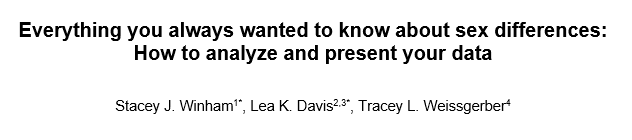 Everything you always wanted to know about sex differences:
How to analyze and present your data
Stacey J. Winham¹*, Lea K. Davis²,³*, Tracey L. Weissgerber⁴